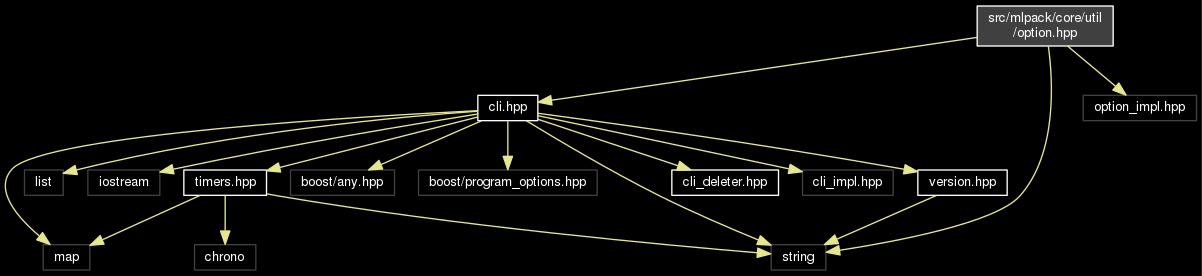 src/mlpack/core/util
/option.hpp
cli.hpp
option_impl.hpp
list
iostream
timers.hpp
boost/any.hpp
boost/program_options.hpp
cli_deleter.hpp
cli_impl.hpp
version.hpp
map
chrono
string